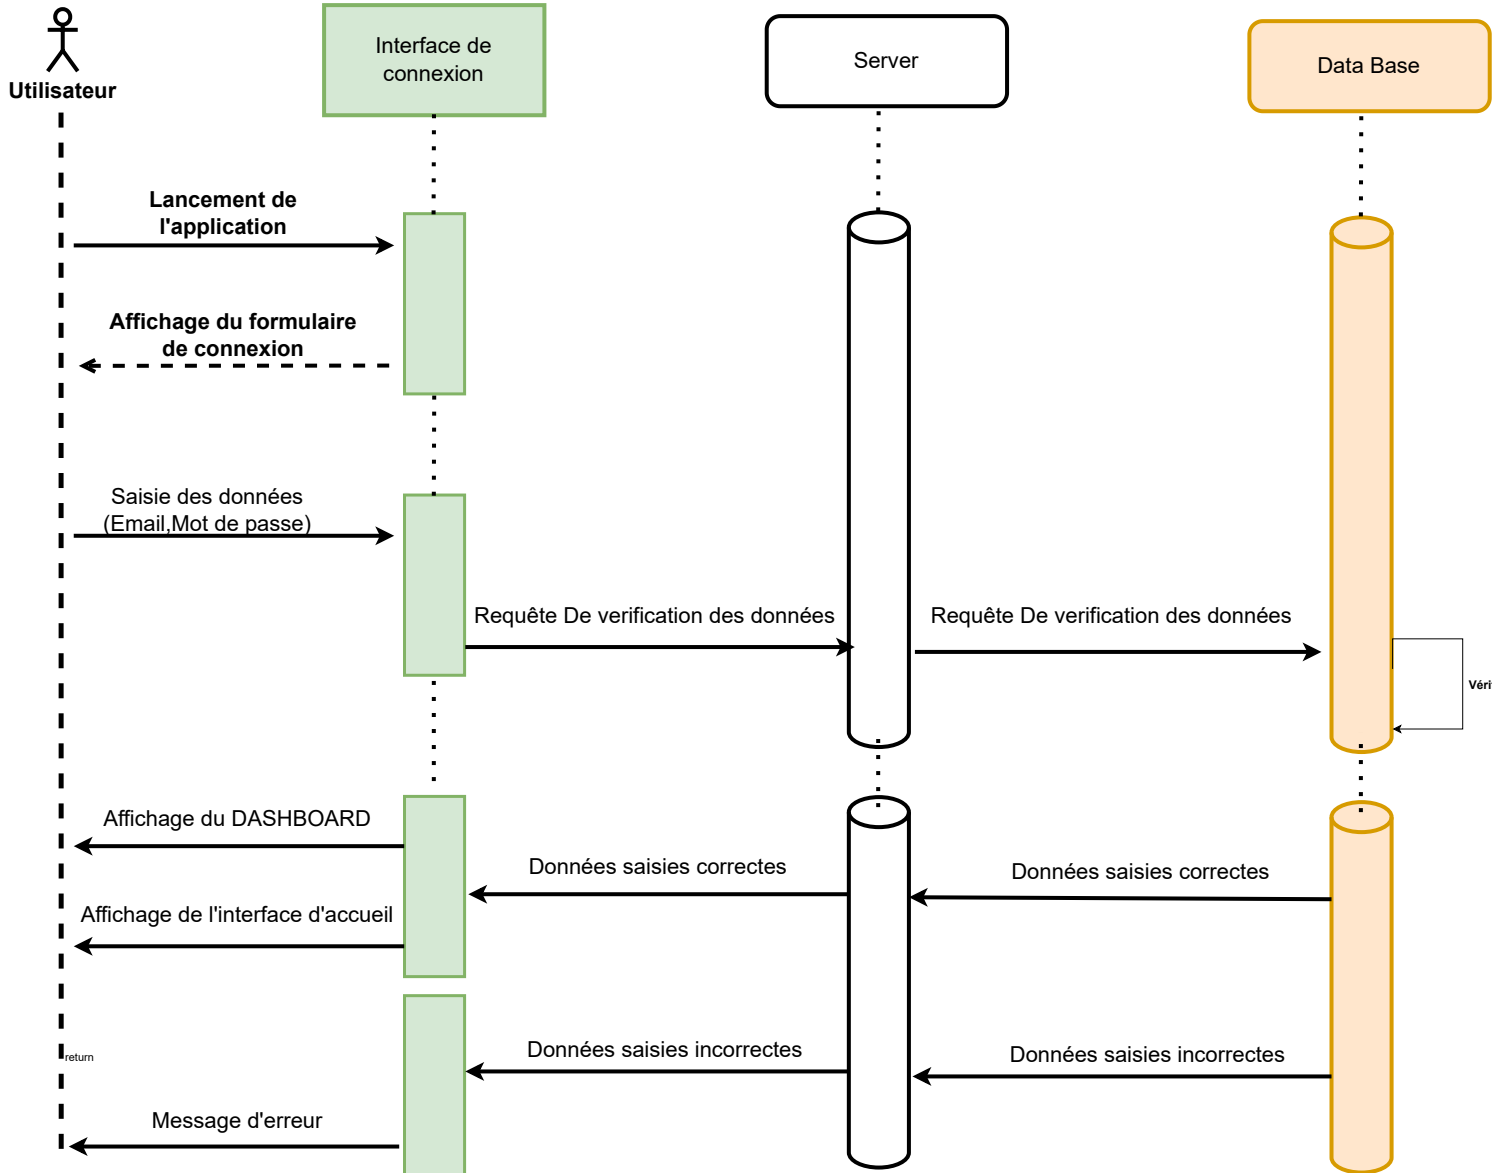 Utilisateur
Interface de
connexion
Server
Data Base
Lancement de
l'application
Affichage du formulaire
de connexion
Saisie des données
(Email,Mot de passe)
Requête De verification des données
Requête De verification des données
Véri
Affichage du DASHBOARD
Données saisies correctes
Données saisies correctes
Affichage de l'interface d'accueil
return
Données saisies incorrectes
Données saisies incorrectes
Message d'erreur